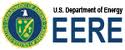 U.S. Department of Energy
EERE